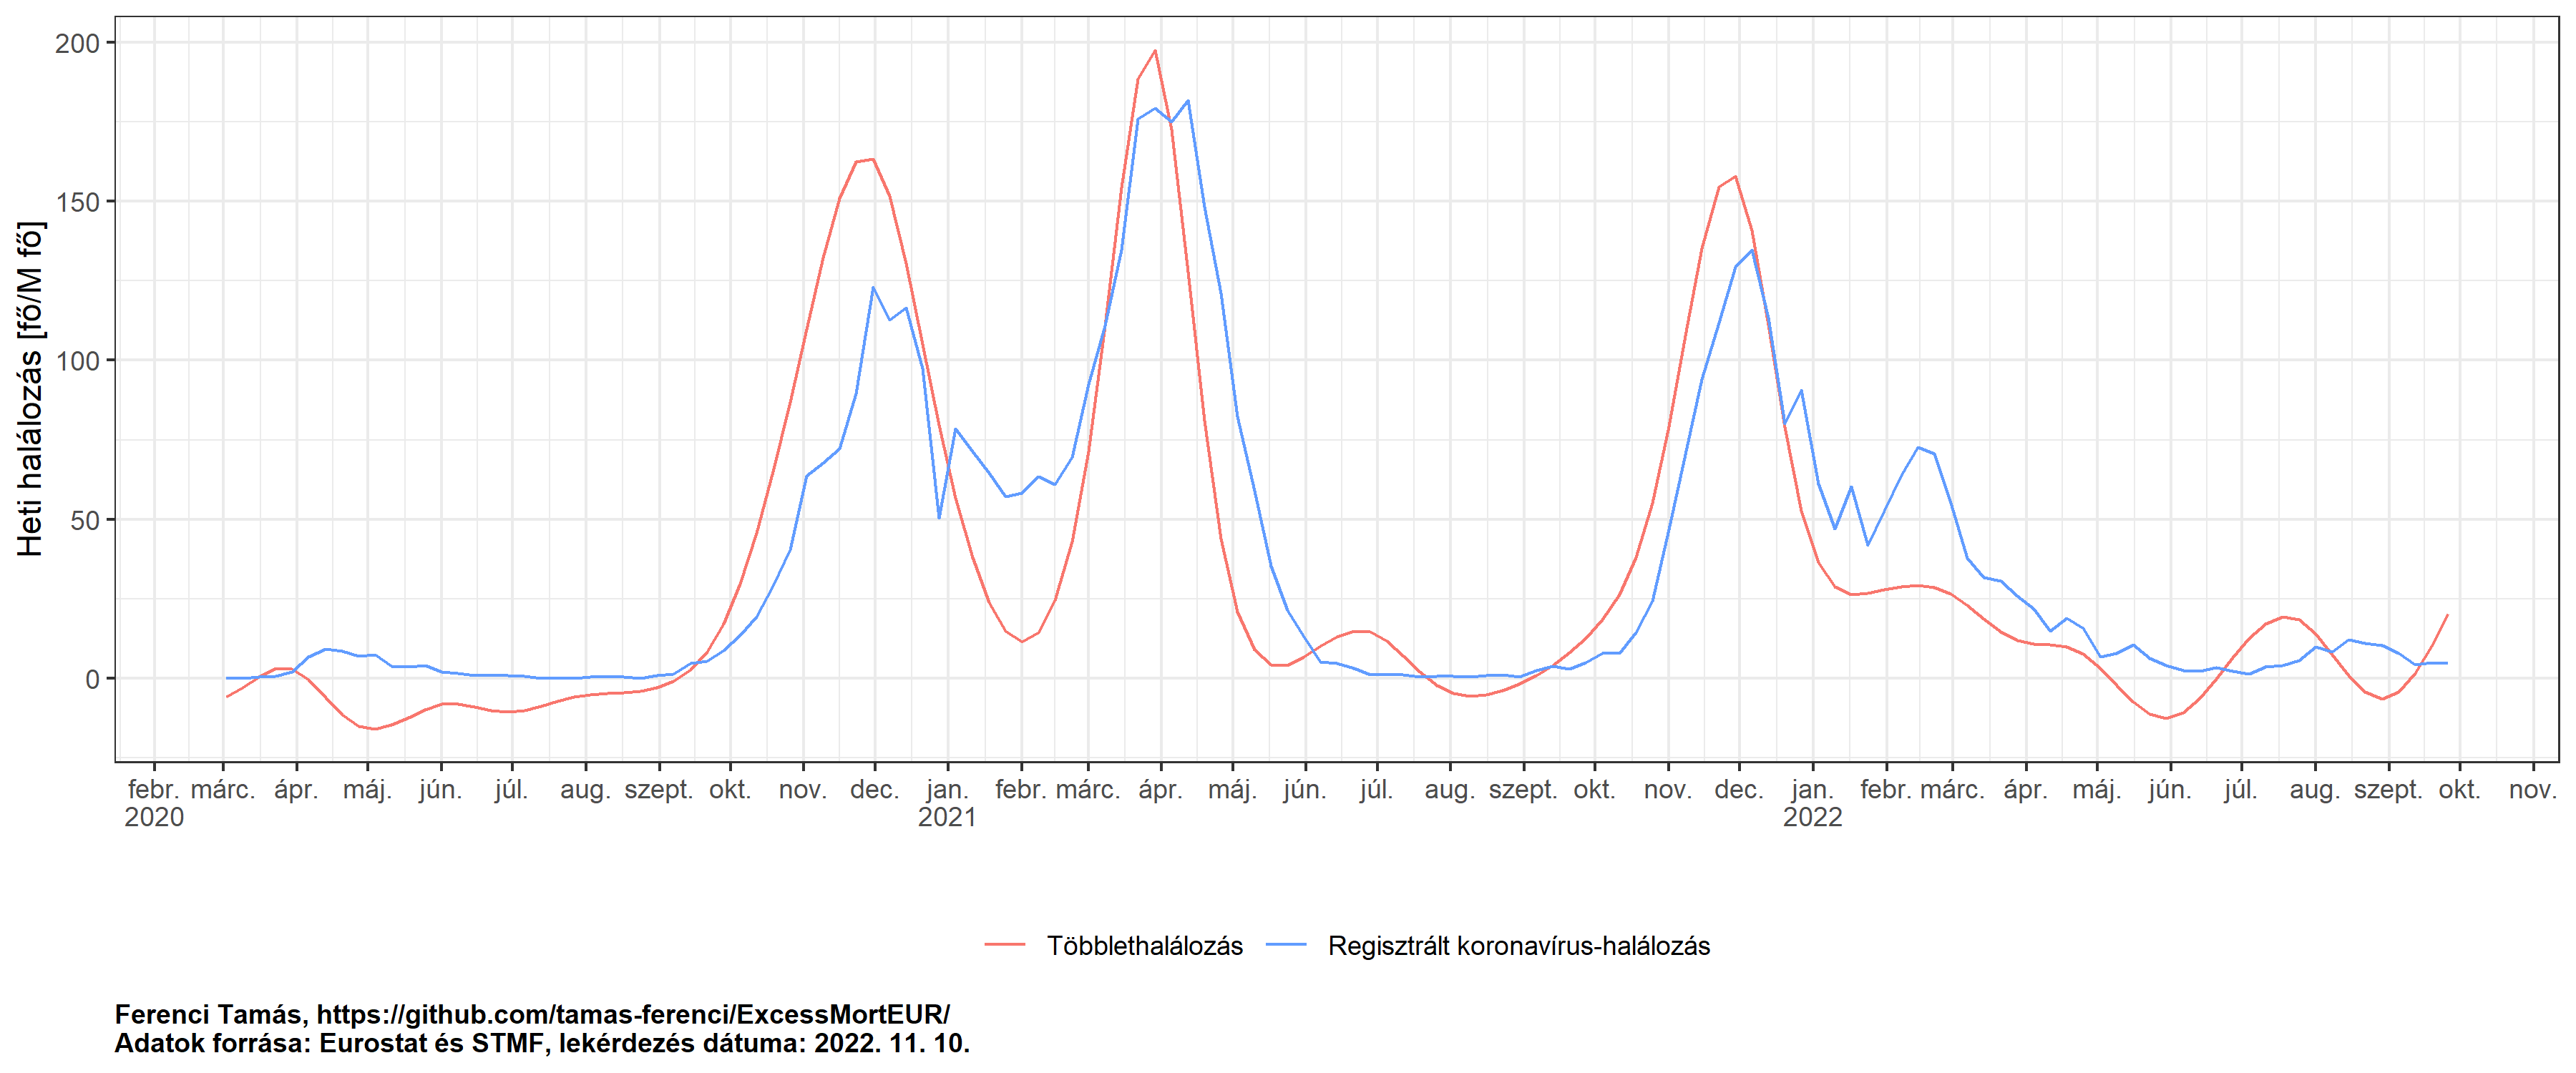 Heti halálozás [fő/M fő]
200
150
100
50
0
febr. márc. ápr. máj. jún. júl. aug. szept. okt. nov. dec. jan. febr. márc. ápr. máj. jún. júl. aug. szept. okt. nov. dec. jan. febr. márc. ápr. máj. jún. júl. aug. szept. okt. nov.
2020 2021 2022
Többlethalálozás Regisztrált koronavírus-halálozás
Ferenci Tamás, https://github.com/tamas-ferenci/ExcessMortEUR/
Adatok forrása: Eurostat és STMF, lekérdezés dátuma: 2022. 11. 10.